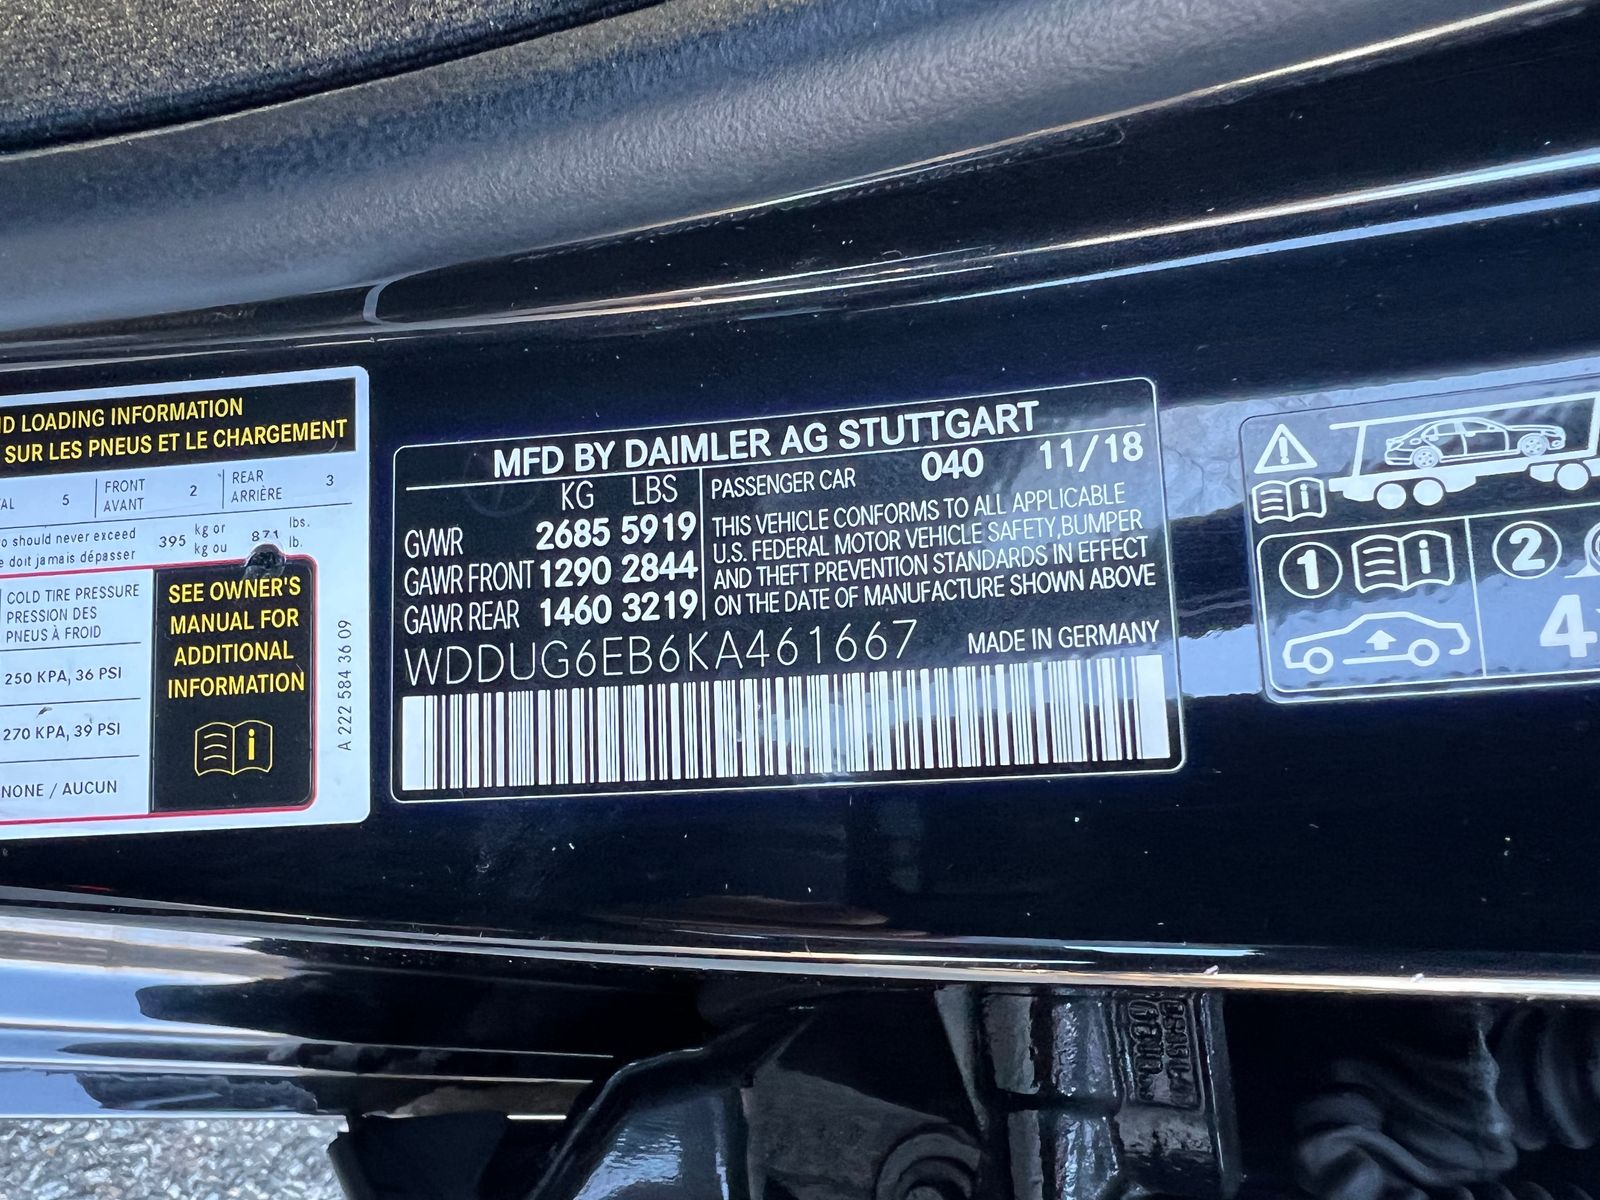 D LOADING INFORMATION
SUR LES PNEUS ET LE CHARGEMENT
TAL 5 FRONT 2 REAR 3
AVANT ARRIÈRE
o should never exceed 395 kg or 871 lbs.
doit jamais dépasser kg ou lb.
COLD TIRE PRESSURE
PRESSION DES
PNEUS À FROID
250 KPA, 36 PSI
270 KPA, 39 PSI
NONE / AUCUN
SEE OWNER'S
MANUAL FOR
ADDITIONAL
INFORMATION
i
A 222 584 36 09
MFD BY DAIMLER AG STUTTGART
KG LBS
GVWR 2685 5919
GAWR FRONT 1290 2844
GAWR REAR 1460 3219
PASSENGER CAR 040 11/18
THIS VEHICLE CONFORMS TO ALL APPLICABLE
U.S. FEDERAL MOTOR VEHICLE SAFETY,BUMPER
AND THEFT PREVENTION STANDARDS IN EFFECT
ON THE DATE OF MANUFACTURE SHOWN ABOVE
WDDUG6EB6KA461667 MADE IN GERMANY
i
1 i 2
4